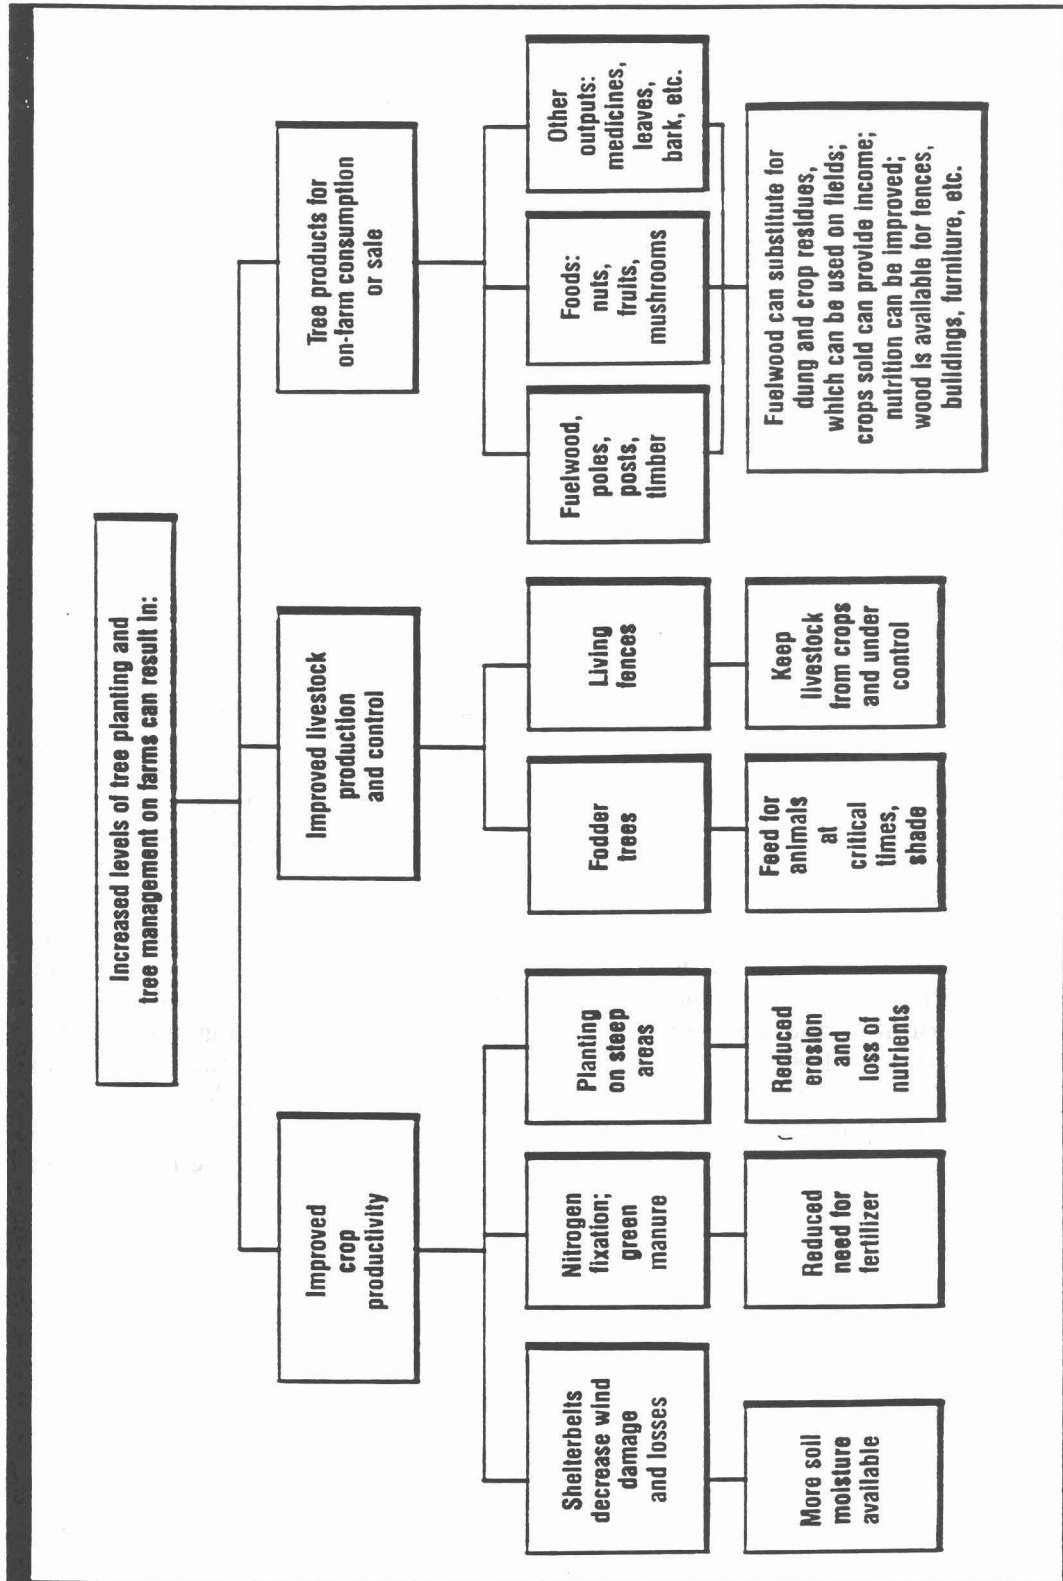 Increased levels of tree planting and
tree management on farms can result in:
Improved
crop
productivity
Improved livestock
production
and control
Tree products for
on-farm consumption
or sale
Shelterbelts
decrease wind
damage
and losses
Nitrogen
fixation;
green
manure
Planting
on steep
areas
Fodder
trees
Living
fences
Fuelwood,
poles,
posts,
timber
Foods:
nuts,
fruits,
mushrooms
Other
outputs:
medicines,
leaves,
bark, etc.
More soil
moisture
available
Reduced
need for
fertilizer
Reduced
erosion
and
loss of
nutrients
Feed for
animals
at
critical
times,
shade
Keep
livestock
from crops
and under
control
Fuelwood can substitute for
dung and crop residues,
which can be used on fields;
crops sold can provide income;
nutrition can be improved;
wood is available for fences,
buildings, furniture, etc.